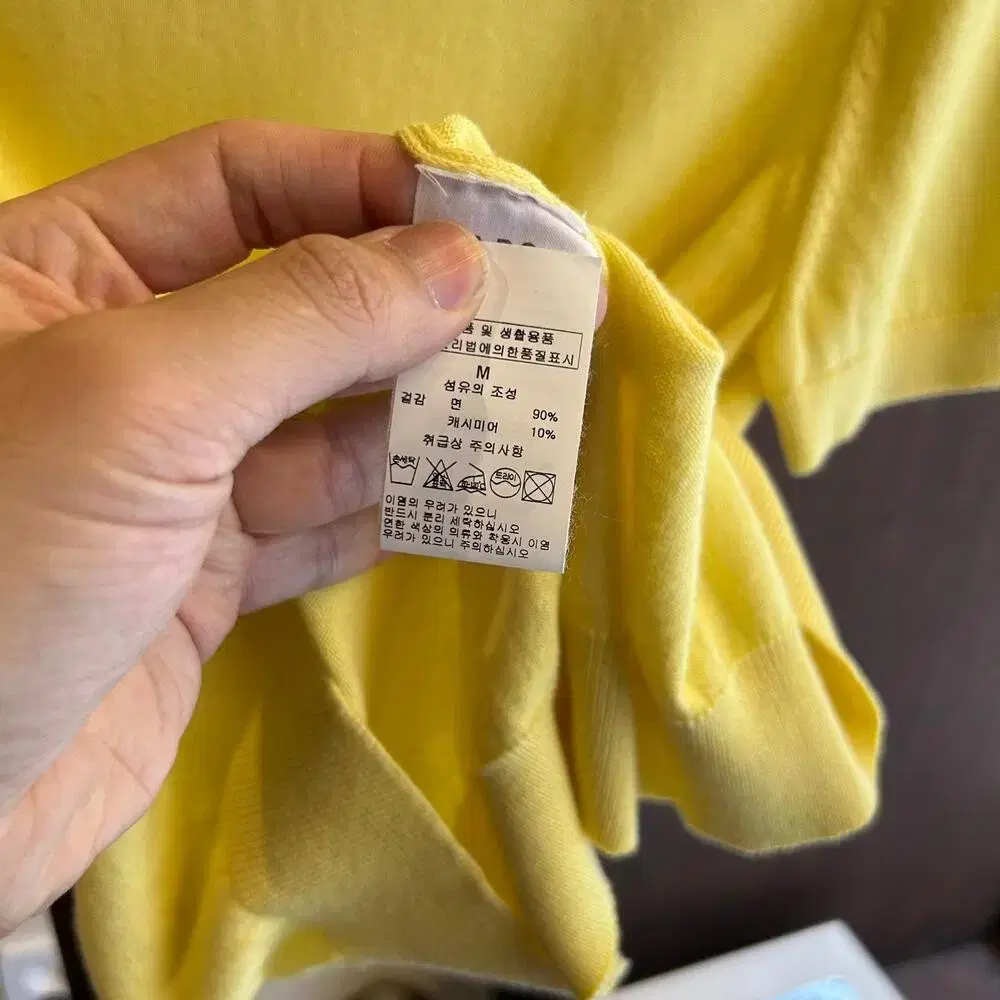 및 생활용품
법에의한품질표시
M
섬유의 조성
겉감 면 90%
캐시미어 10%
취급상 주의사항
손세탁
드라이
이염의 우려가 있으니
반드시 분리 세탁하십시오
연한 색상의 의류와 착용시 이염
우려가 있으니 주의하십시오